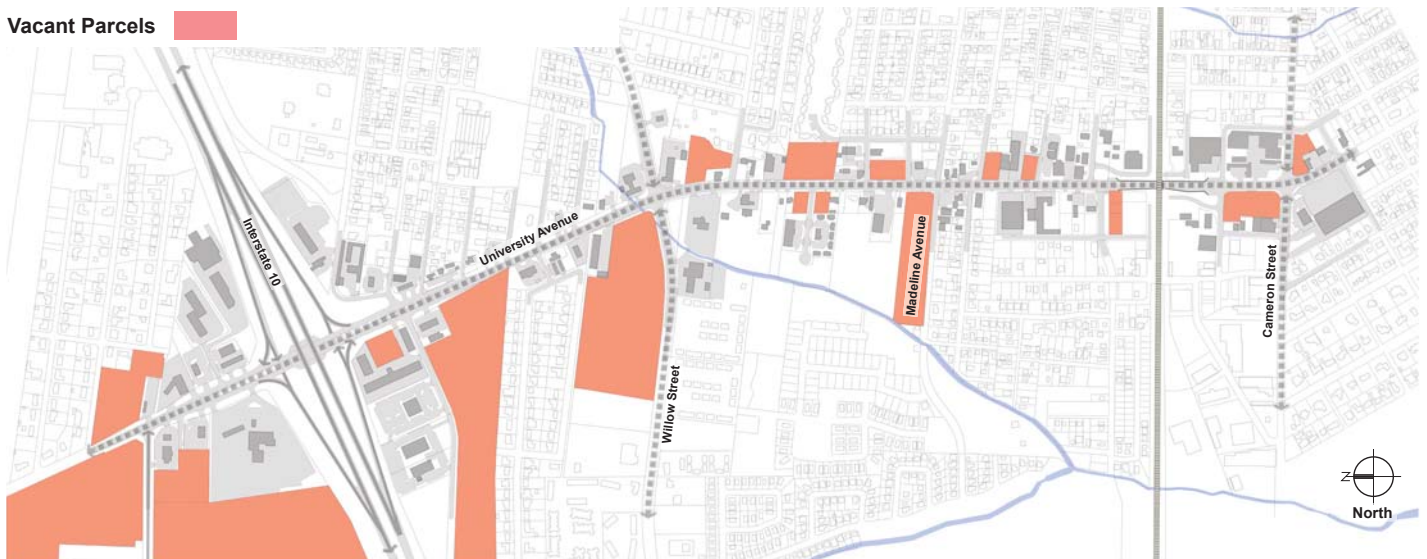 Vacant Parcels
Interstate 10
University Avenue
Willow Street
Madeline Avenue
Cameron Street
N
North